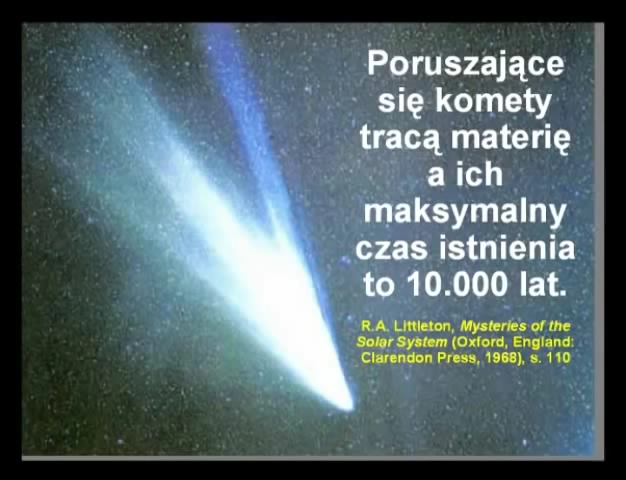 Poruszające
się komety
tracą materię
a ich
maksymalny
czas istnienia
to 10.000 lat.
R.A. Littleton, Mysteries of the
Solar System (Oxford, England:
Clarendon Press, 1968), s. 110